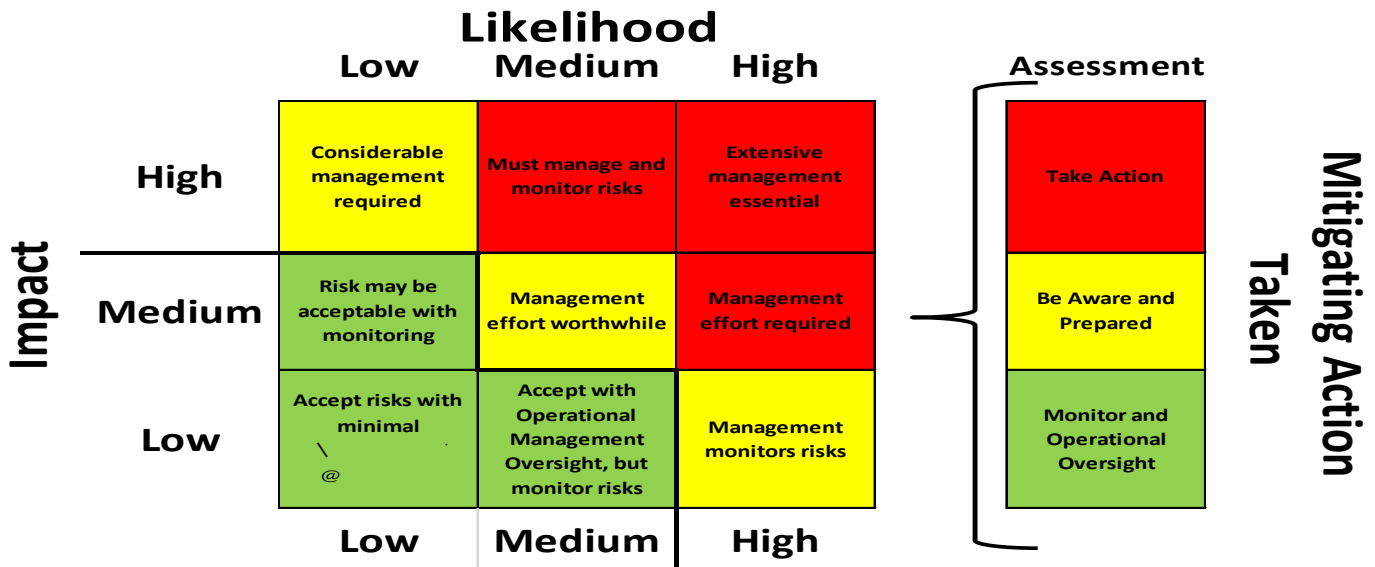 Likelihood
Low Medium High
Assessment
Impact
High
Considerable
management
required
Must manage and
monitor risks
Extensive
management
essential
Take Action
Medium
Risk may be
acceptable with
monitoring
Management
effort worthwhile
Management
effort required
Be Aware and
Prepared
Low
Accept risks with
minimal
\
@
Accept with
Operational
Management
Oversight, but
monitor risks
Management
monitors risks
Monitor and
Operational
Oversight
Low Medium High
Mitigating Action
Taken